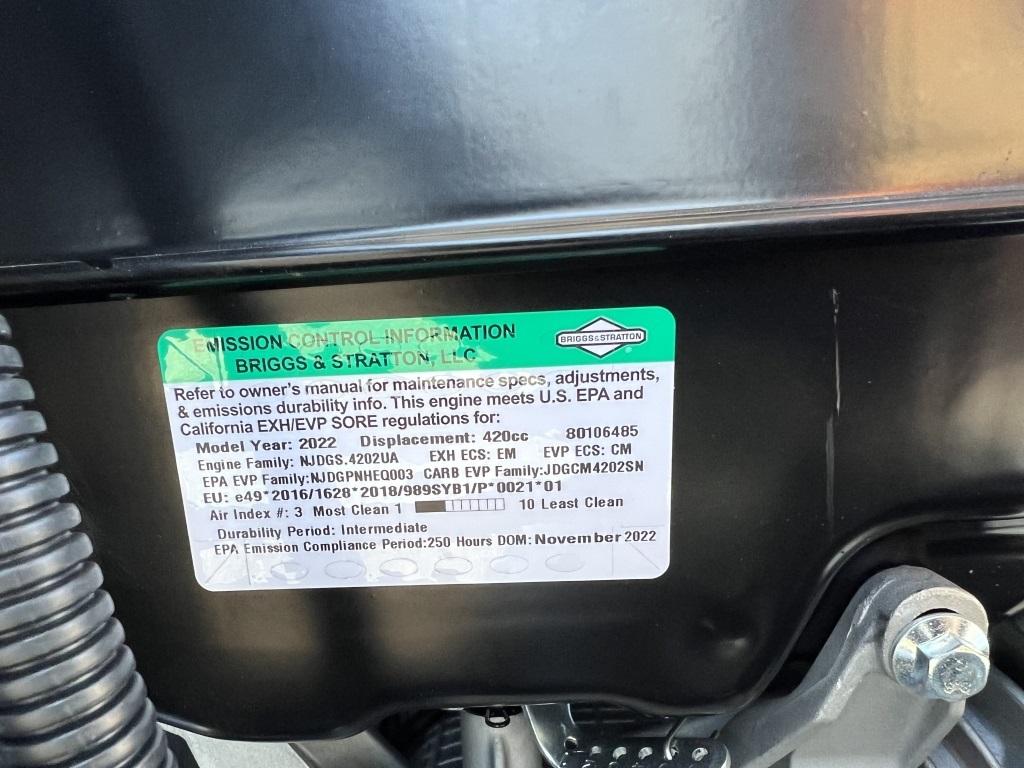 EMISSION CONTROL INFORMATION
BRIGGS & STRATTON, LLC
BRIGGS&STRATTON
Refer to owner's manual for maintenance specs, adjustments,
& emissions durability info. This engine meets U.S. EPA and
California EXH/EVP SORE regulations for:
Model Year: 2022 Displacement: 420cc 80106485
Engine Family: NJDGS.4202UA EXH ECS: EM EVP ECS: CM
EPA EVP Family:NJDGPNHEQ003 CARB EVP Family:JDGCM4202SN
EU: e49*2016/1628*2018/989SYB1/P*0021*01
Air Index #: 3 Most Clean 1 10 Least Clean
Durability Period: Intermediate
EPA Emission Compliance Period:250 Hours DOM: November 2022